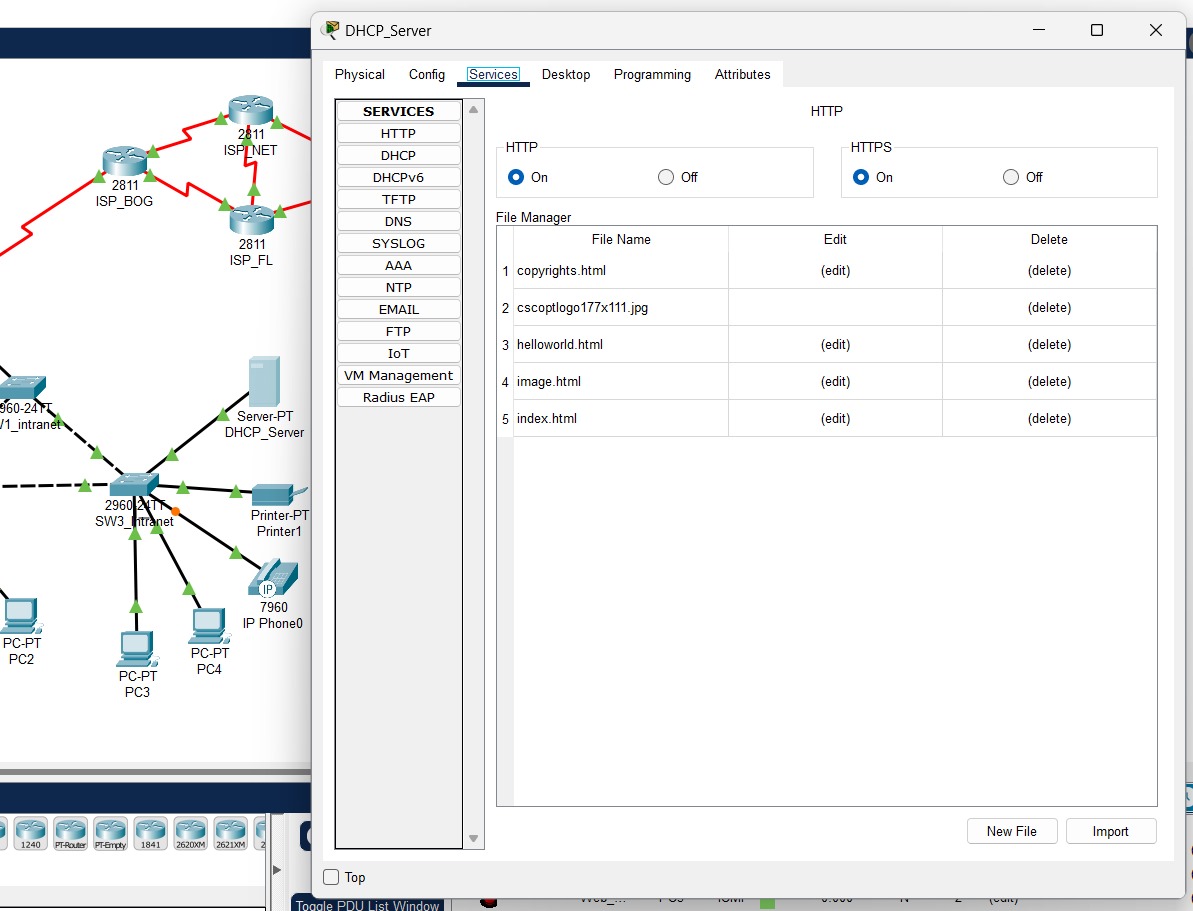 DHCP_Server
Physical Config Services Desktop Programming Attributes
SERVICES
HTTP
DHCP
DHCPv6
TFTP
DNS
SYSLOG
AAA
NTP
EMAIL
FTP
IoT
VM Management
Radius EAP
HTTP
HTTP
On Off
HTTPS
On Off
File Manager
File Name Edit Delete
1 copyrights.html (edit) (delete)
2 cscoptlogo177x111.jpg (delete)
3 helloworld.html (edit) (delete)
4 image.html (edit) (delete)
5 index.html (edit) (delete)
New File Import
Top
2811
ISP_NET
2811
ISP_BOG
2811
ISP_FL
960-24TT
W1_intranet
Server-PT
DHCP_Server
2960-24TT
SW3_Intranet
Printer-PT
Printer1
IP
7960
IP Phone0
PC-PT
PC2
PC-PT
PC3
PC-PT
PC4
1240 PT-Router PT-Empty 1841 2620XM 2621XM 2
Toggle PDU List Window